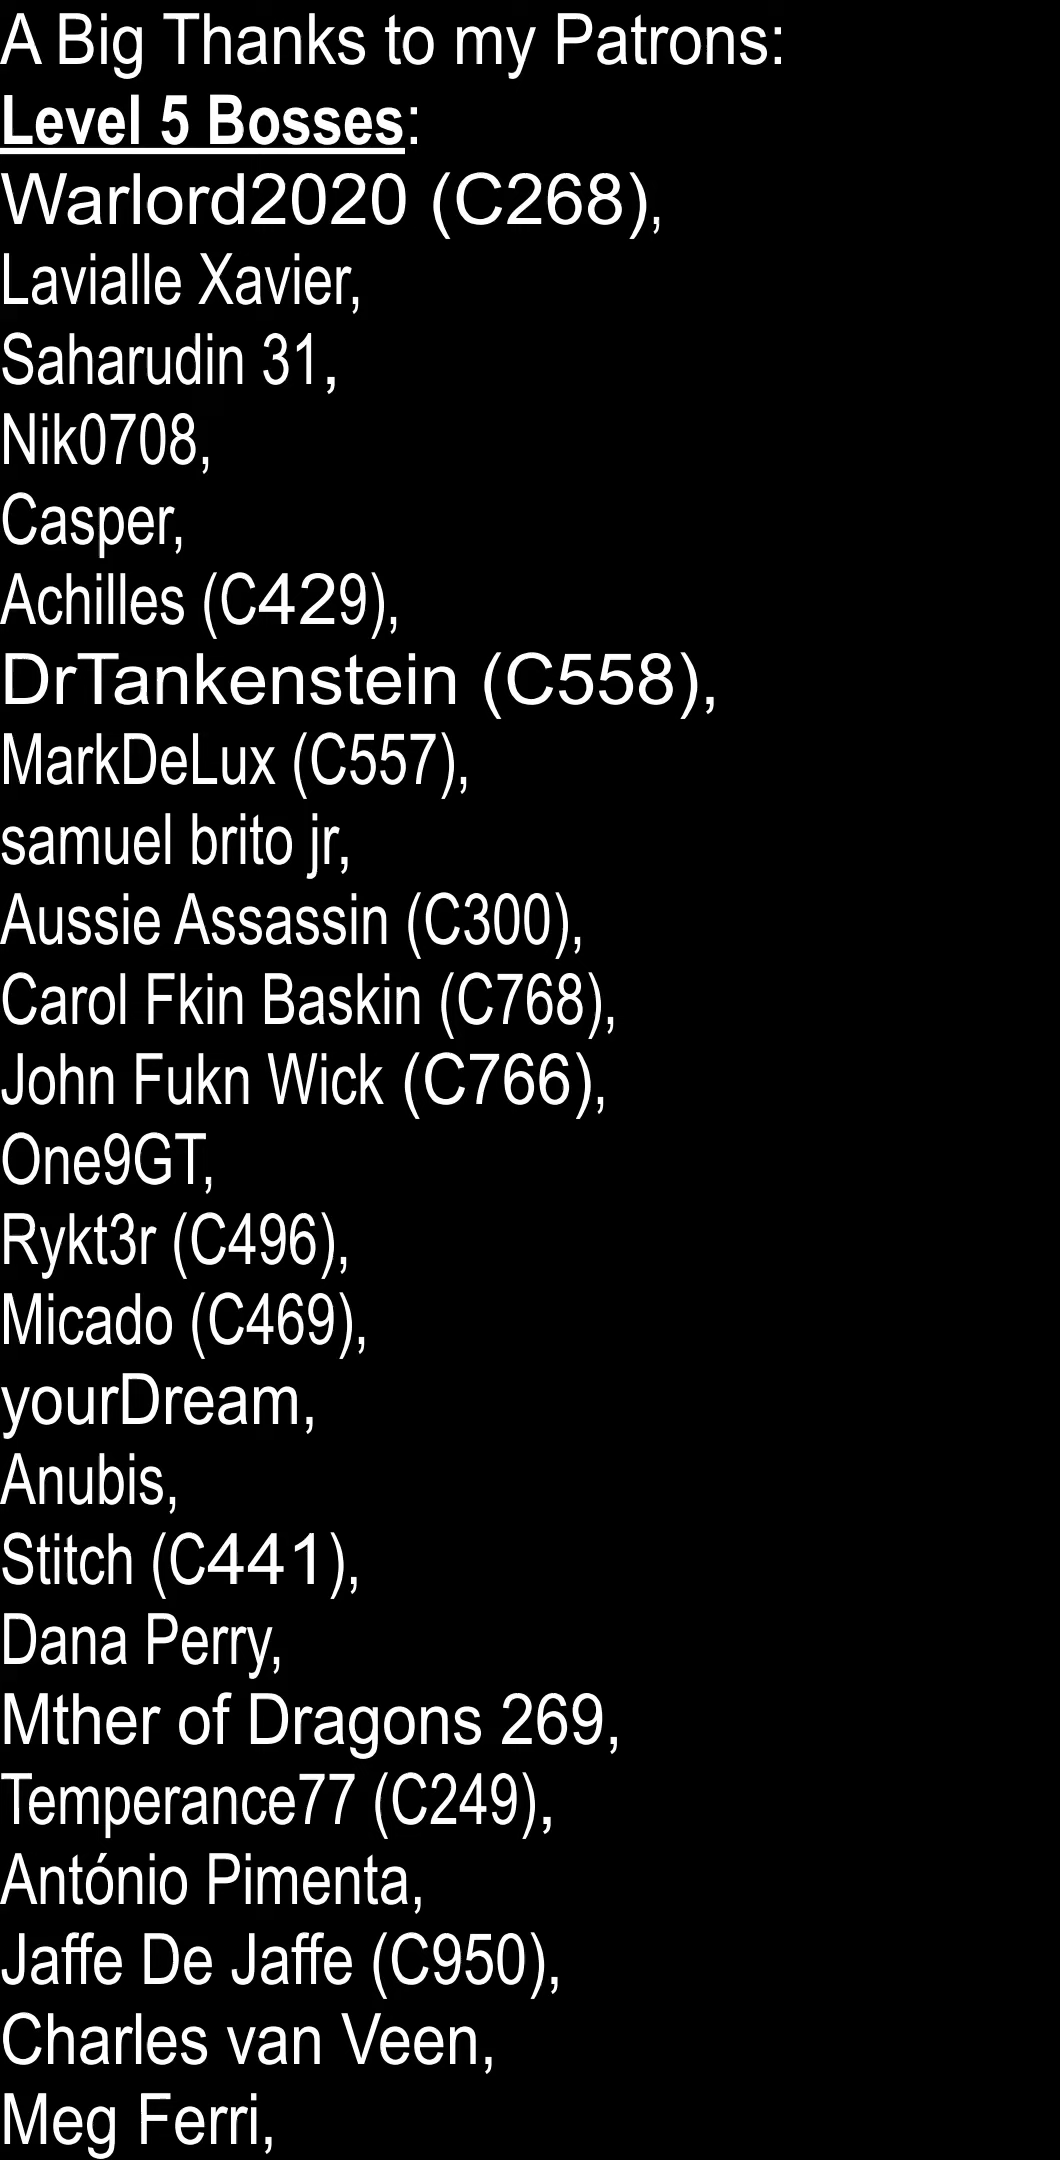 A Big Thanks to my Patrons:
Level 5 Bosses:
Warlord2020 (C268),
Lavialle Xavier,
Saharudin 31,
Nik0708,
Casper,
Achilles (C429),
DrTankenstein (C558),
MarkDeLux (C557),
samuel brito jr,
Aussie Assassin (C300),
Carol Fkin Baskin (C768),
John Fukn Wick (C766),
One9GT,
Rykt3r (C496),
Micado (C469),
yourDream,
Anubis,
Stitch (C441),
Dana Perry,
Mther of Dragons 269,
Temperance77 (C249),
António Pimenta,
Jaffe De Jaffe (C950),
Charles van Veen,
Meg Ferri,